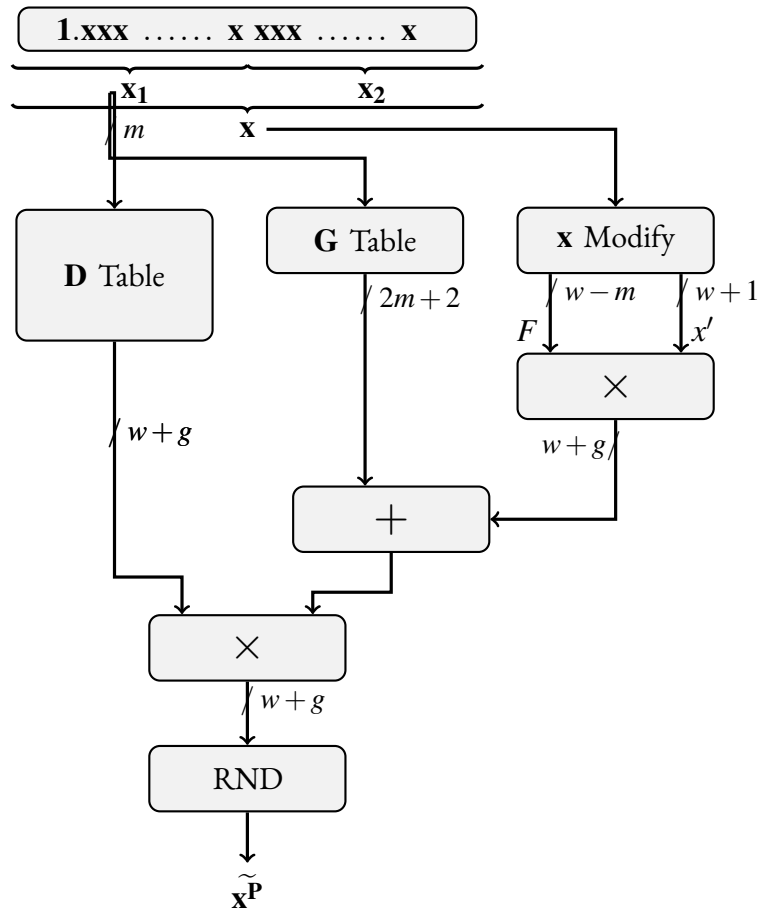 1.xxx ...... x xxx ...... x
x₁ x₂
m x
D Table
G Table
x Modify
2m + 2
w − m
w + 1
F
x′
×
w + g
w + g
+
×
w + g
RND
x̃ᴾ